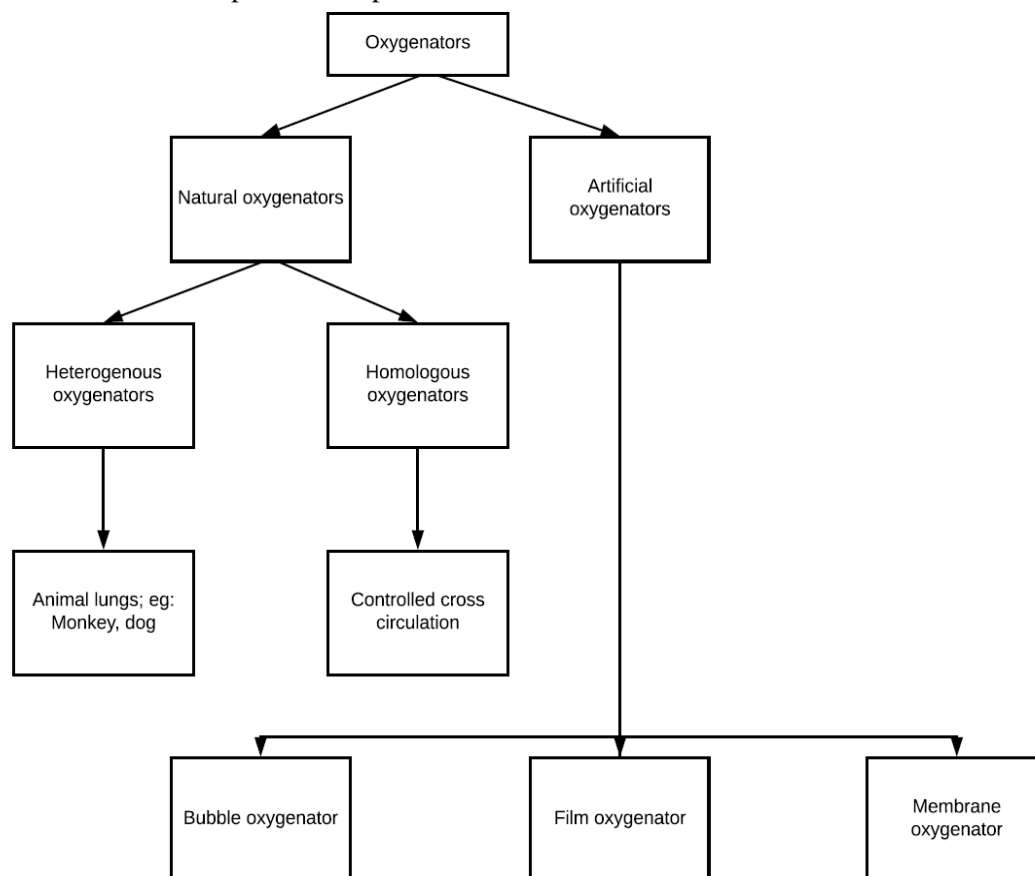 Oxygenators
Natural oxygenators
Artificial
oxygenators
Heterogenous
oxygenators
Homologous
oxygenators
Animal lungs; eg:
Monkey, dog
Controlled cross
circulation
Bubble oxygenator
Film oxygenator
Membrane
oxygenator